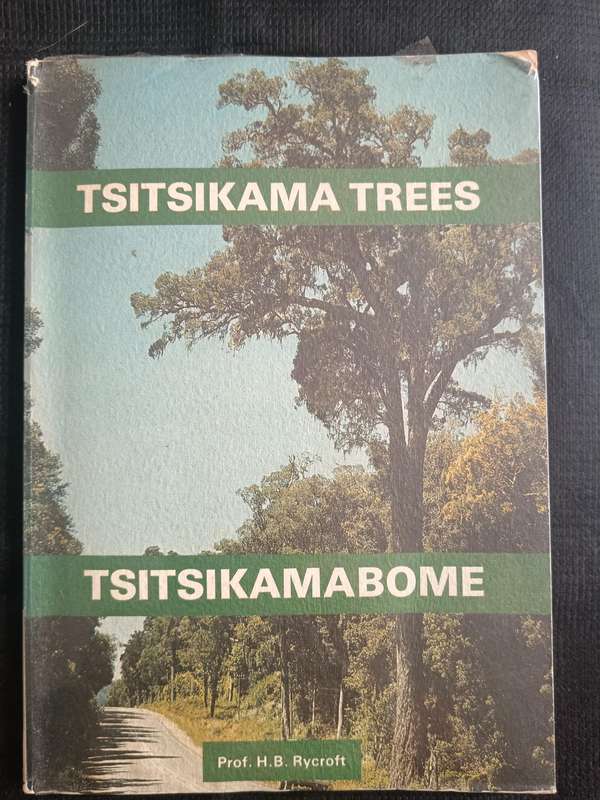 TSITSIKAMA TREES
TSITSIKAMABOME
Prof. H.B. Rycroft